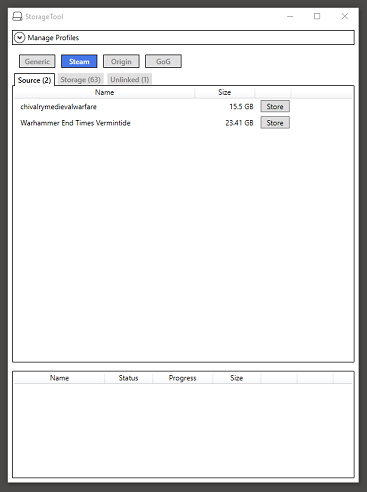 StorageTool
Manage Profiles
Generic Steam Origin GoG
Source (2) Storage (63) Unlinked (1)
Name Size
chivalrymedievalwarfare 15.5 GB Store
Warhammer End Times Vermintide 23.41 GB Store
Name Status Progress Size